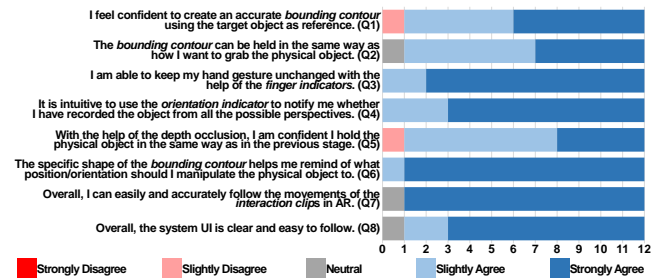 I feel confident to create an accurate bounding contour
using the target object as reference. (Q1)
The bounding contour can be held in the same way as
how I want to grab the physical object. (Q2)
I am able to keep my hand gesture unchanged with the
help of the finger indicators. (Q3)
It is intuitive to use the orientation indicator to notify me whether
I have recorded the object from all the possible perspectives. (Q4)
With the help of the depth occlusion, I am confident I hold the
physical object in the same way as in the previous stage. (Q5)
The specific shape of the bounding contour helps me remind of what
position/orientation should I manipulate the physical object to. (Q6)
Overall, I can easily and accurately follow the movements of the
interaction clips in AR. (Q7)
Overall, the system UI is clear and easy to follow. (Q8)
0 1 2 3 4 5 6 7 8 9 10 11 12
Strongly Disagree Slightly Disagree Neutral Slightly Agree Strongly Agree